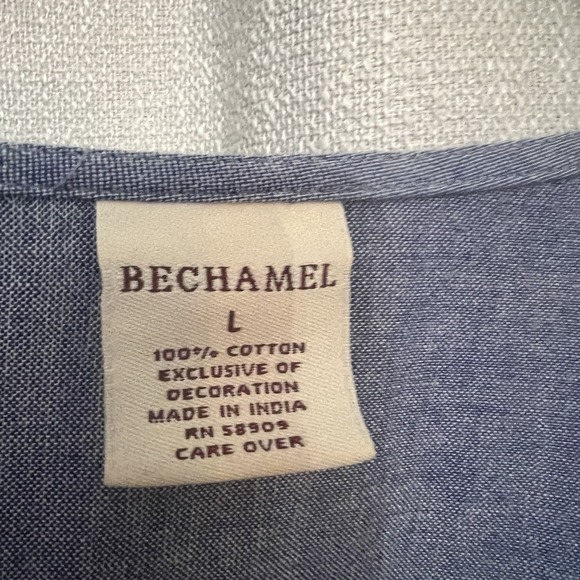 BECHAMEL
L
100% COTTON
EXCLUSIVE OF
DECORATION
MADE IN INDIA
RN 58909
CARE OVER